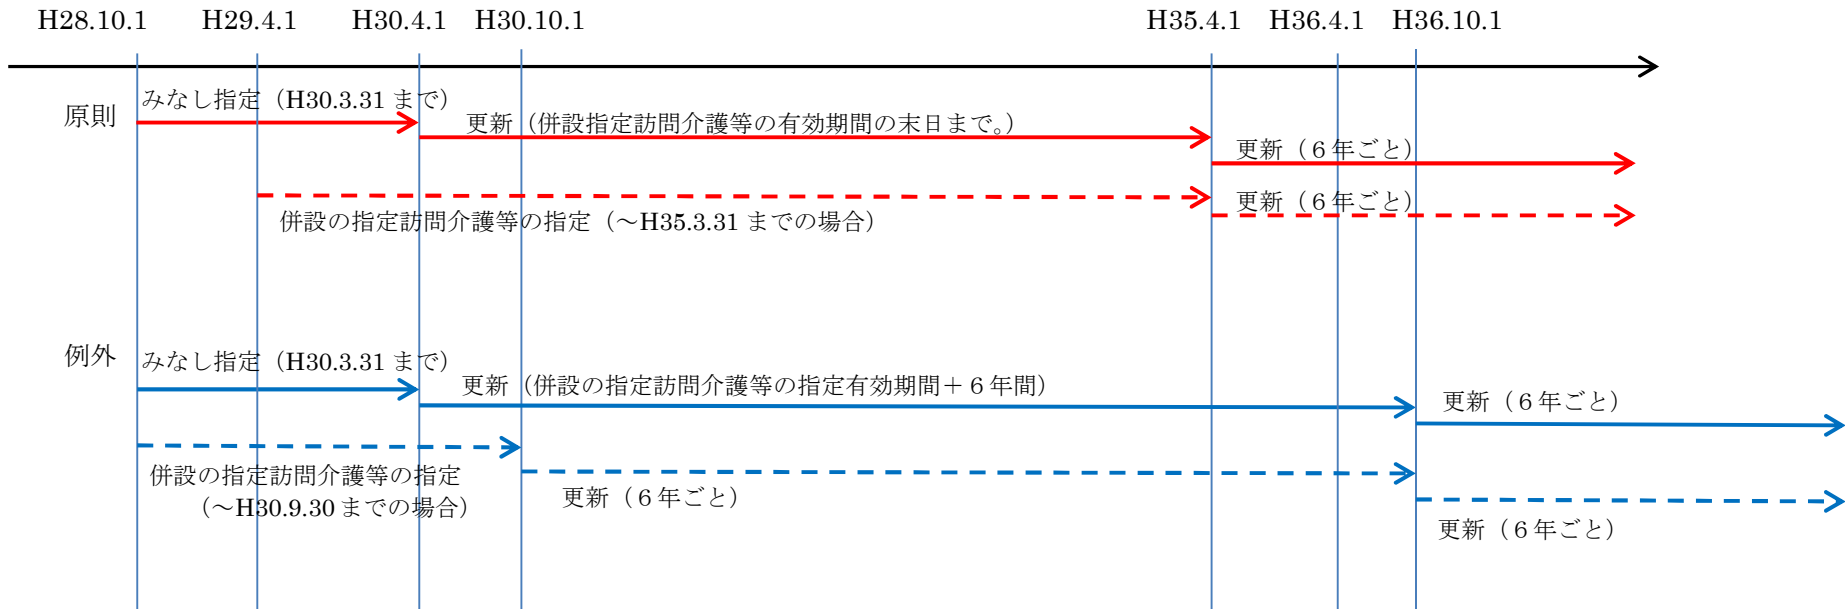 H28.10.1 H29.4.1 H30.4.1 H30.10.1 H35.4.1 H36.4.1 H36.10.1
原則
みなし指定（H30.3.31 まで）
更新（併設指定訪問介護等の有効期間の末日まで。）
更新（６年ごと）
更新（６年ごと）
併設の指定訪問介護等の指定（～H35.3.31 までの場合）
例外
みなし指定（H30.3.31 まで）
更新（併設の指定訪問介護等の指定有効期間＋６年間）
更新（６年ごと）
併設の指定訪問介護等の指定
（～H30.9.30 までの場合）
更新（６年ごと）
更新（６年ごと）